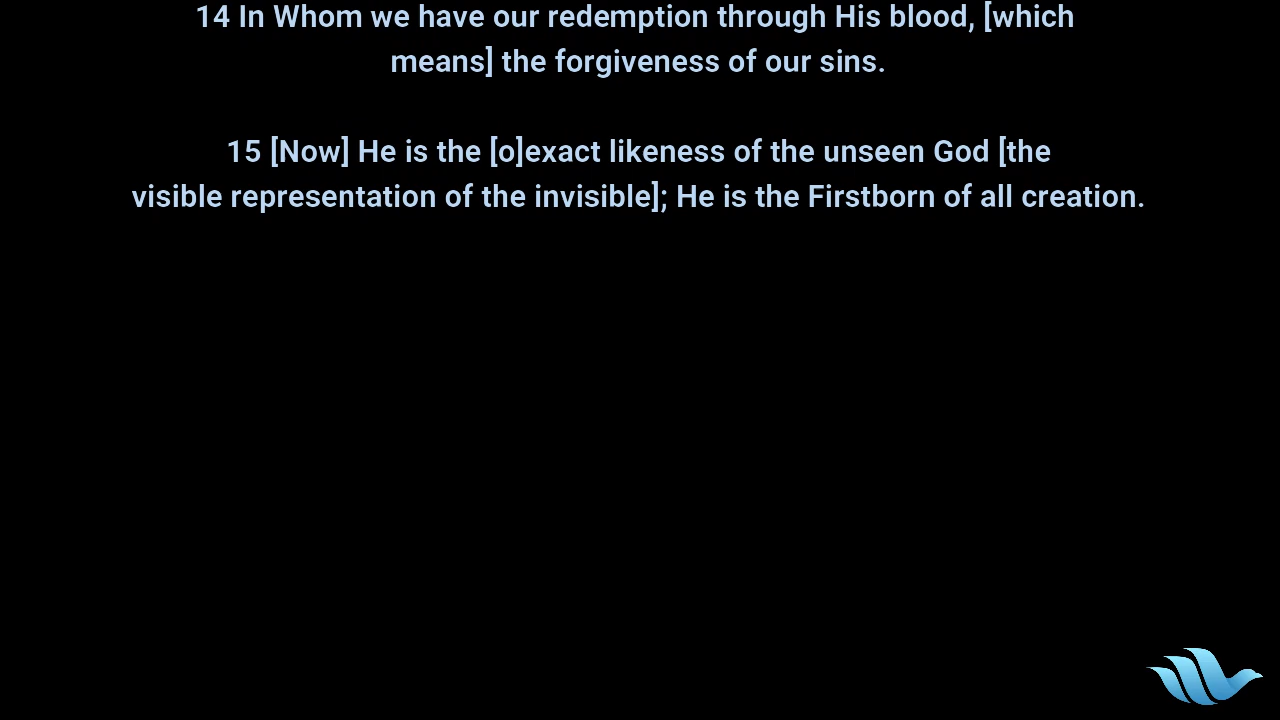 14 In Whom we have our redemption through His blood, [which
means] the forgiveness of our sins.
15 [Now] He is the [o]exact likeness of the unseen God [the
visible representation of the invisible]; He is the Firstborn of all creation.